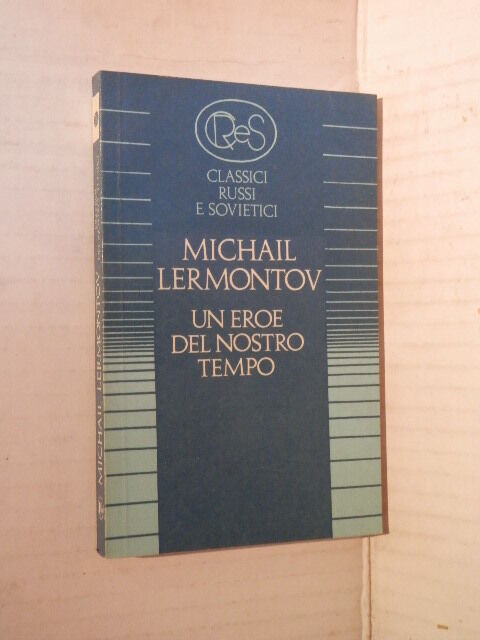 CReS
CLASSICI
RUSSI
E SOVIETICI
MICHAIL
LERMONTOV
UN EROE
DEL NOSTRO
TEMPO
MICHAIL LERMONTOV